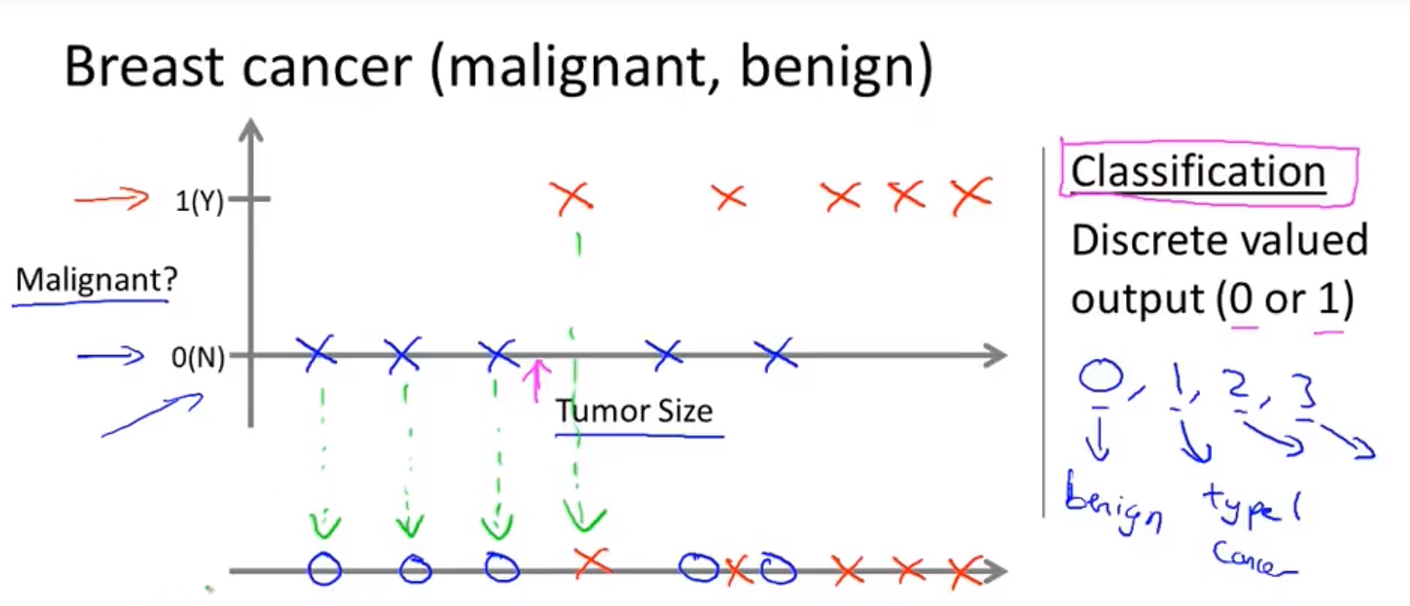 Breast cancer (malignant, benign)
1(Y)
Malignant?
0(N)
Tumor Size
Classification
Discrete valued
output (0 or 1)
0, 1, 2, 3
benign
type 1
cancer